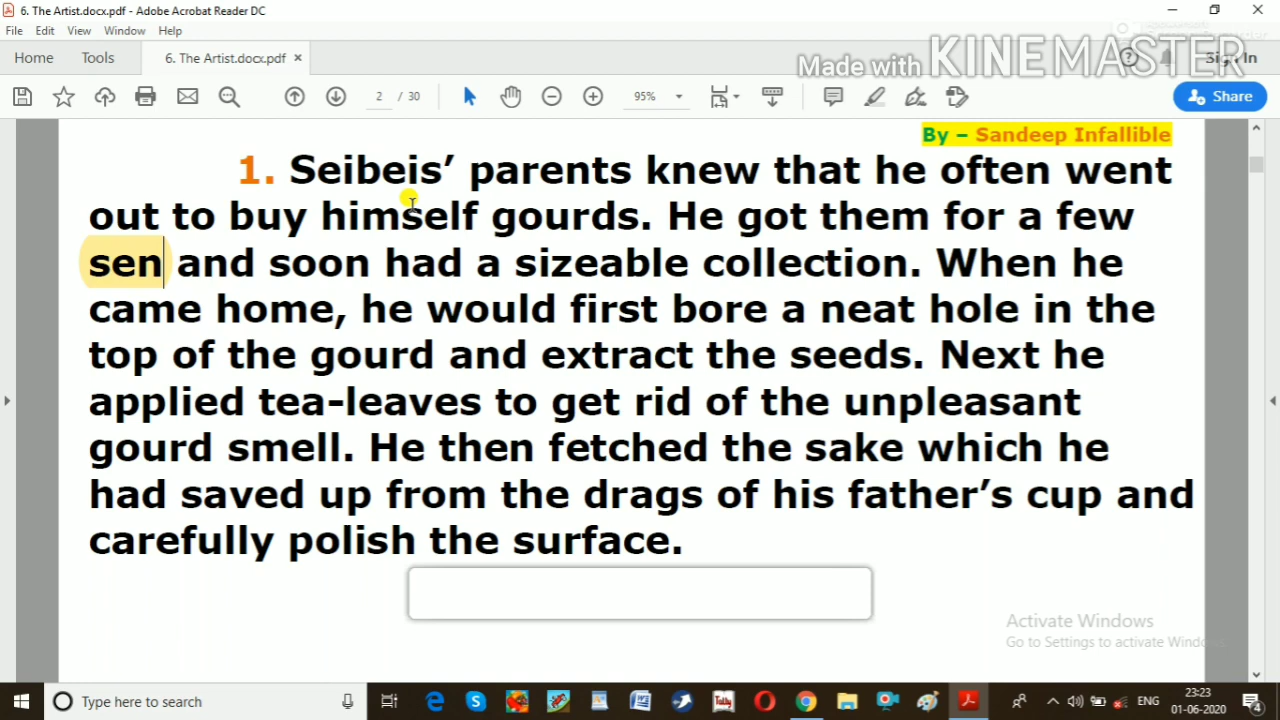 6. The Artist.docx.pdf - Adobe Acrobat Reader DC
File Edit View Window Help
Home Tools 6. The Artist.docx.pdf × Sign In
Made with KINEMASTER
2 / 30 95% Share
By – Sandeep Infallible
1. Seibeis’ parents knew that he often went
out to buy himself gourds. He got them for a few
sen and soon had a sizeable collection. When he
came home, he would first bore a neat hole in the
top of the gourd and extract the seeds. Next he
applied tea-leaves to get rid of the unpleasant
gourd smell. He then fetched the sake which he
had saved up from the drags of his father’s cup and
carefully polish the surface.
Activate Windows
Go to Settings to activate Windows.
Type here to search ENG 23:23
01-06-2020 4